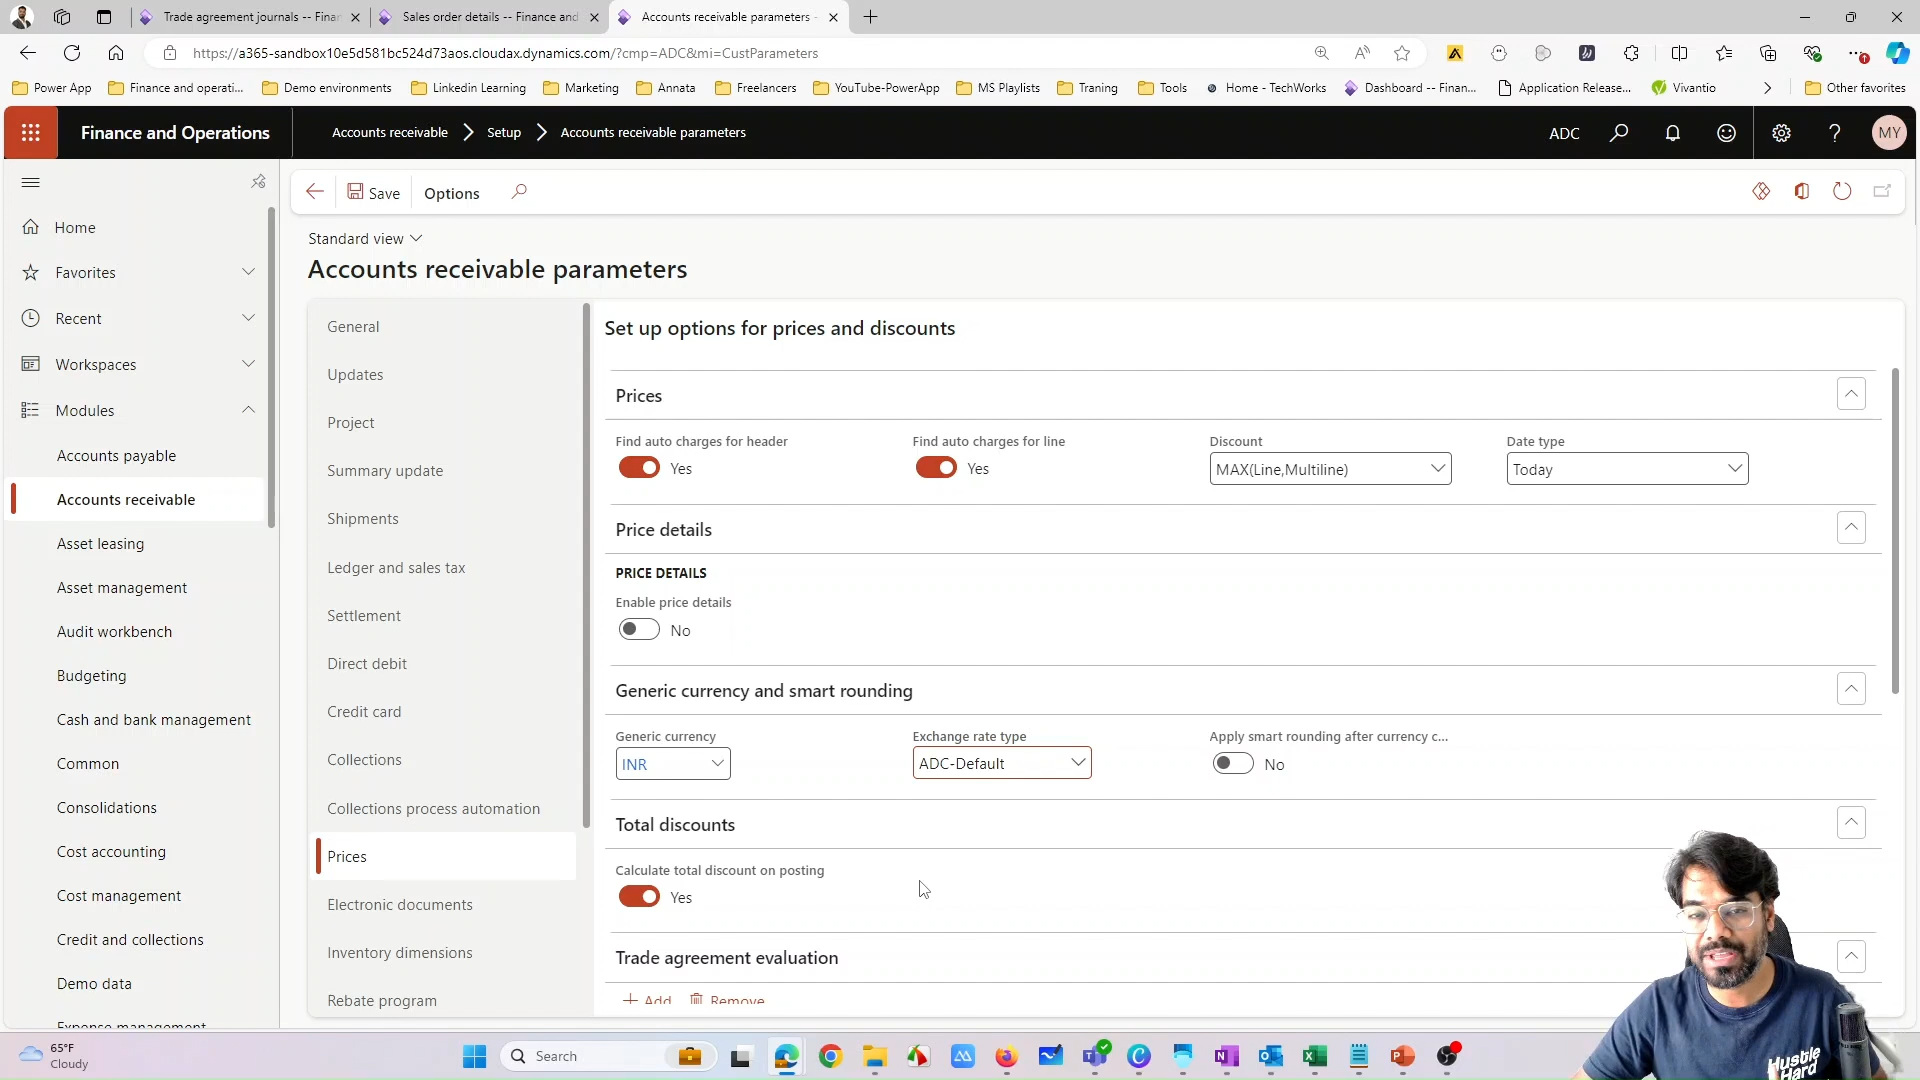 Trade agreement journals -- Finan
Sales order details -- Finance and
Accounts receivable parameters -
https://a365-sandbox10e5d581bc524d73aos.cloudax.dynamics.com/?cmp=ADC&mi=CustParameters
Power App
Finance and operati...
Demo environments
Linkedin Learning
Marketing
Annata
Freelancers
YouTube-PowerApp
MS Playlists
Traning
Tools
Home - TechWorks
Dashboard -- Finan...
Application Release...
Vivantio
Other favorites
Finance and Operations
Accounts receivable
Setup
Accounts receivable parameters
ADC
MY
Save
Options
Standard view
Accounts receivable parameters
Home
Favorites
Recent
Workspaces
Modules
Accounts payable
Accounts receivable
Asset leasing
Asset management
Audit workbench
Budgeting
Cash and bank management
Common
Consolidations
Cost accounting
Cost management
Credit and collections
Demo data
Expense management
General
Updates
Project
Summary update
Shipments
Ledger and sales tax
Settlement
Direct debit
Credit card
Collections
Collections process automation
Prices
Electronic documents
Inventory dimensions
Rebate program
Set up options for prices and discounts
Prices
Find auto charges for header
Yes
Find auto charges for line
Yes
Discount
MAX(Line,Multiline)
Date type
Today
Price details
PRICE DETAILS
Enable price details
No
Generic currency and smart rounding
Generic currency
INR
Exchange rate type
ADC-Default
Apply smart rounding after currency c...
No
Total discounts
Calculate total discount on posting
Yes
Trade agreement evaluation
Add
Remove
Hustle
Hard
65°F
Cloudy
Search